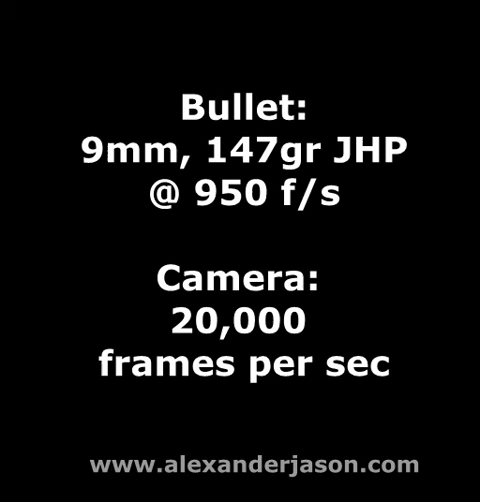 Bullet:
9mm, 147gr JHP
@ 950 f/s
Camera:
20,000
frames per sec
www.alexanderjason.com